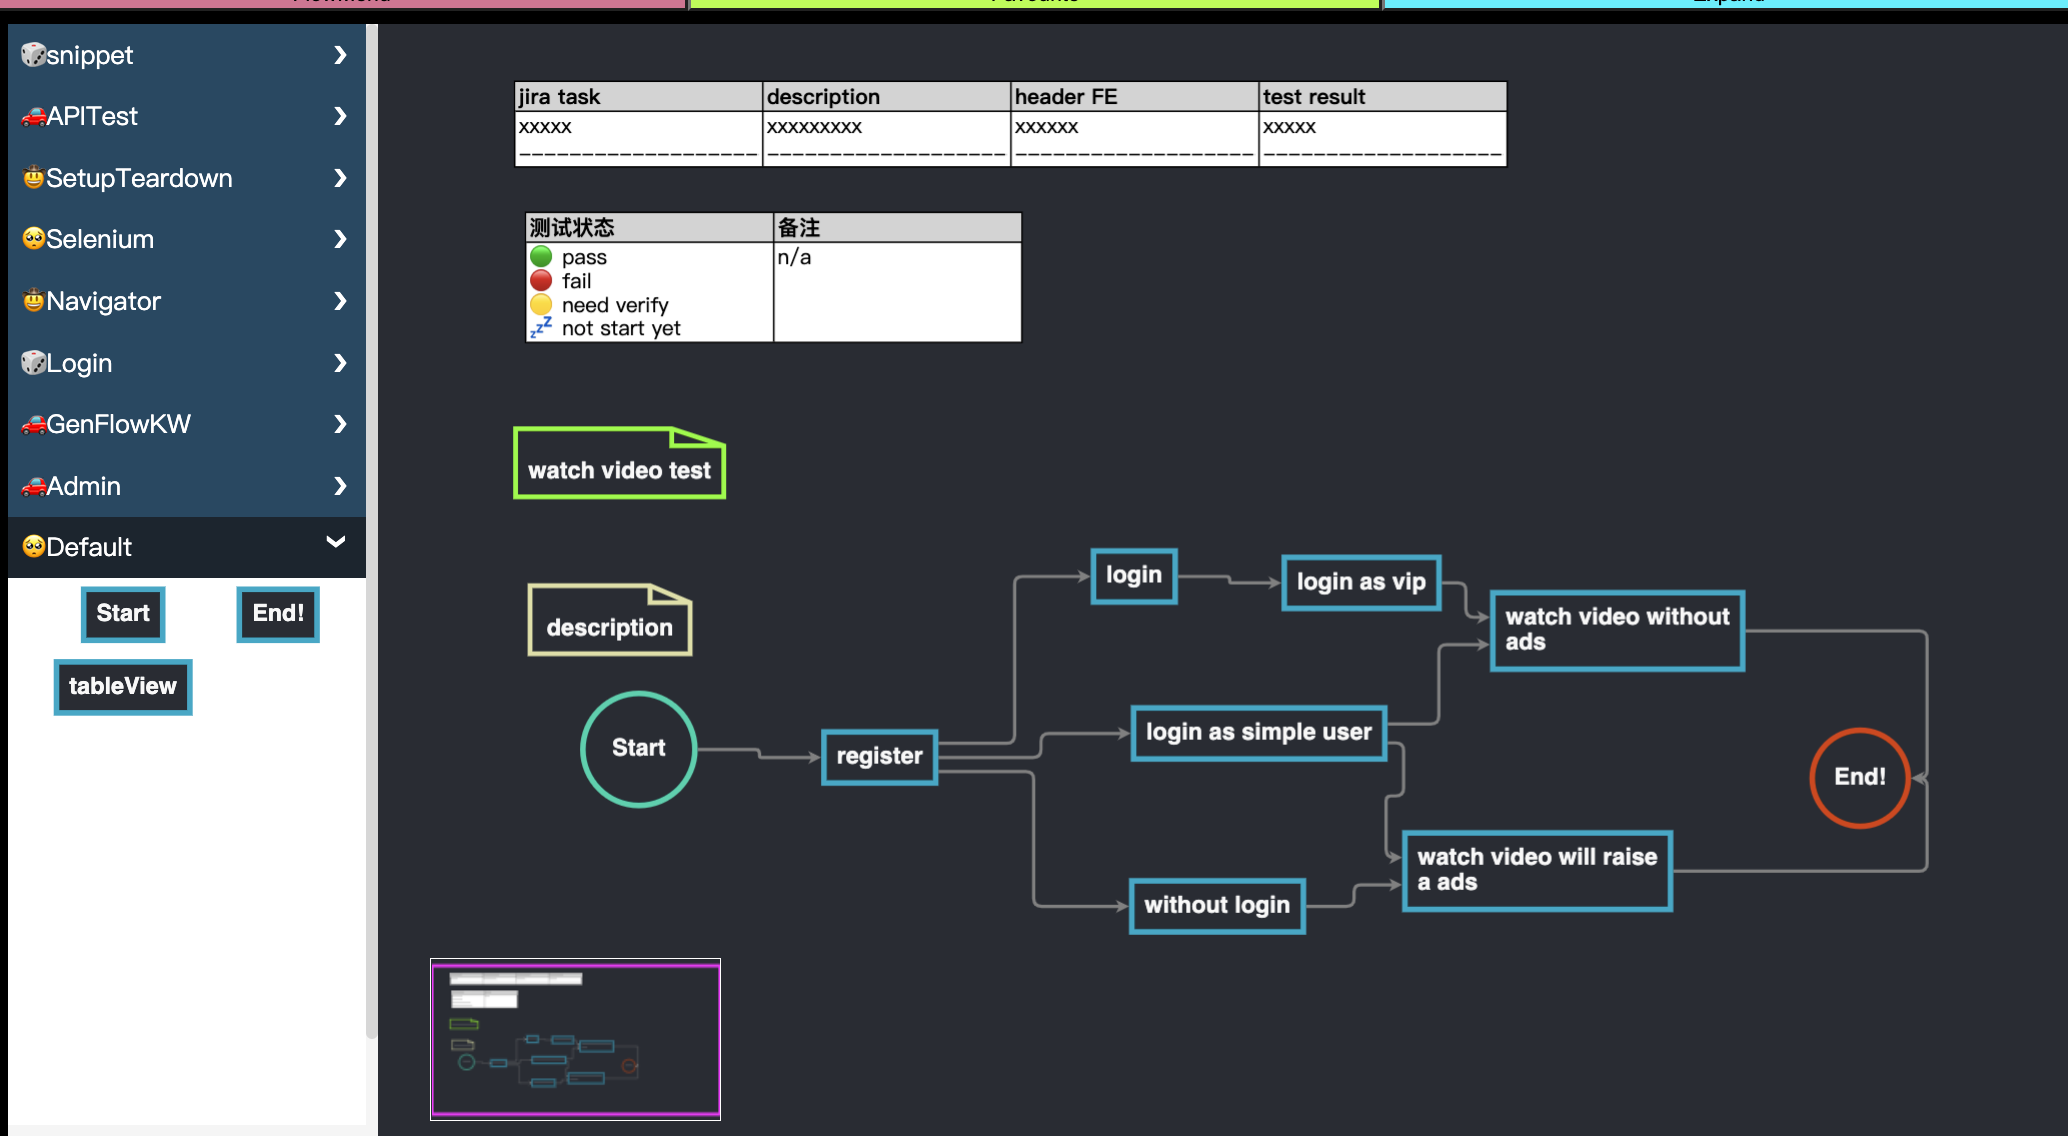 snippet
APITest
SetupTeardown
Selenium
Navigator
Login
GenFlowKW
Admin
Default
Start
End!
tableView
jira task
description
header FE
test result
xxxxx
xxxxxxxxx
xxxxxx
xxxxx
测试状态
备注
pass
n/a
fail
need verify
not start yet
watch video test
description
Start
register
login
login as vip
watch video without
ads
login as simple user
without login
watch video will raise
a ads
End!